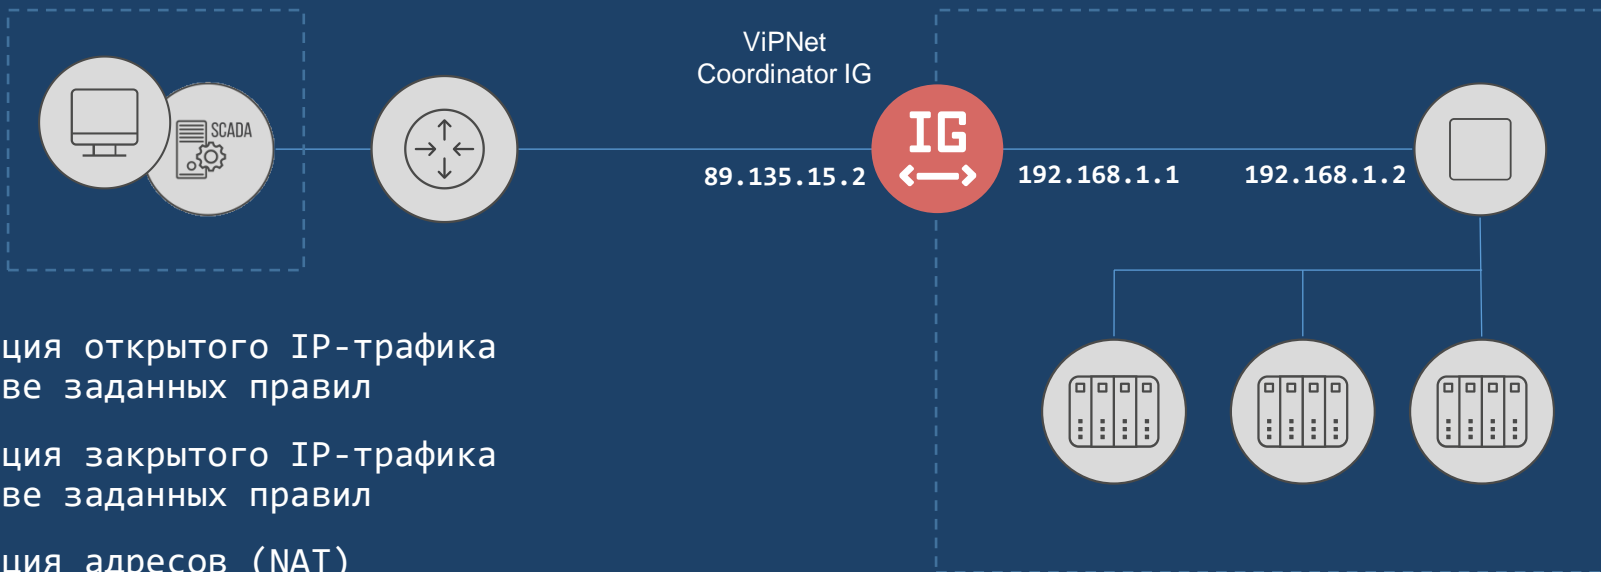 ViPNet
Coordinator IG
SCADA
IG
89.135.15.2
192.168.1.1
192.168.1.2
ция открытого IP-трафика
ве заданных правил
ция закрытого IP-трафика
ве заданных правил
ция адресов (NAT)